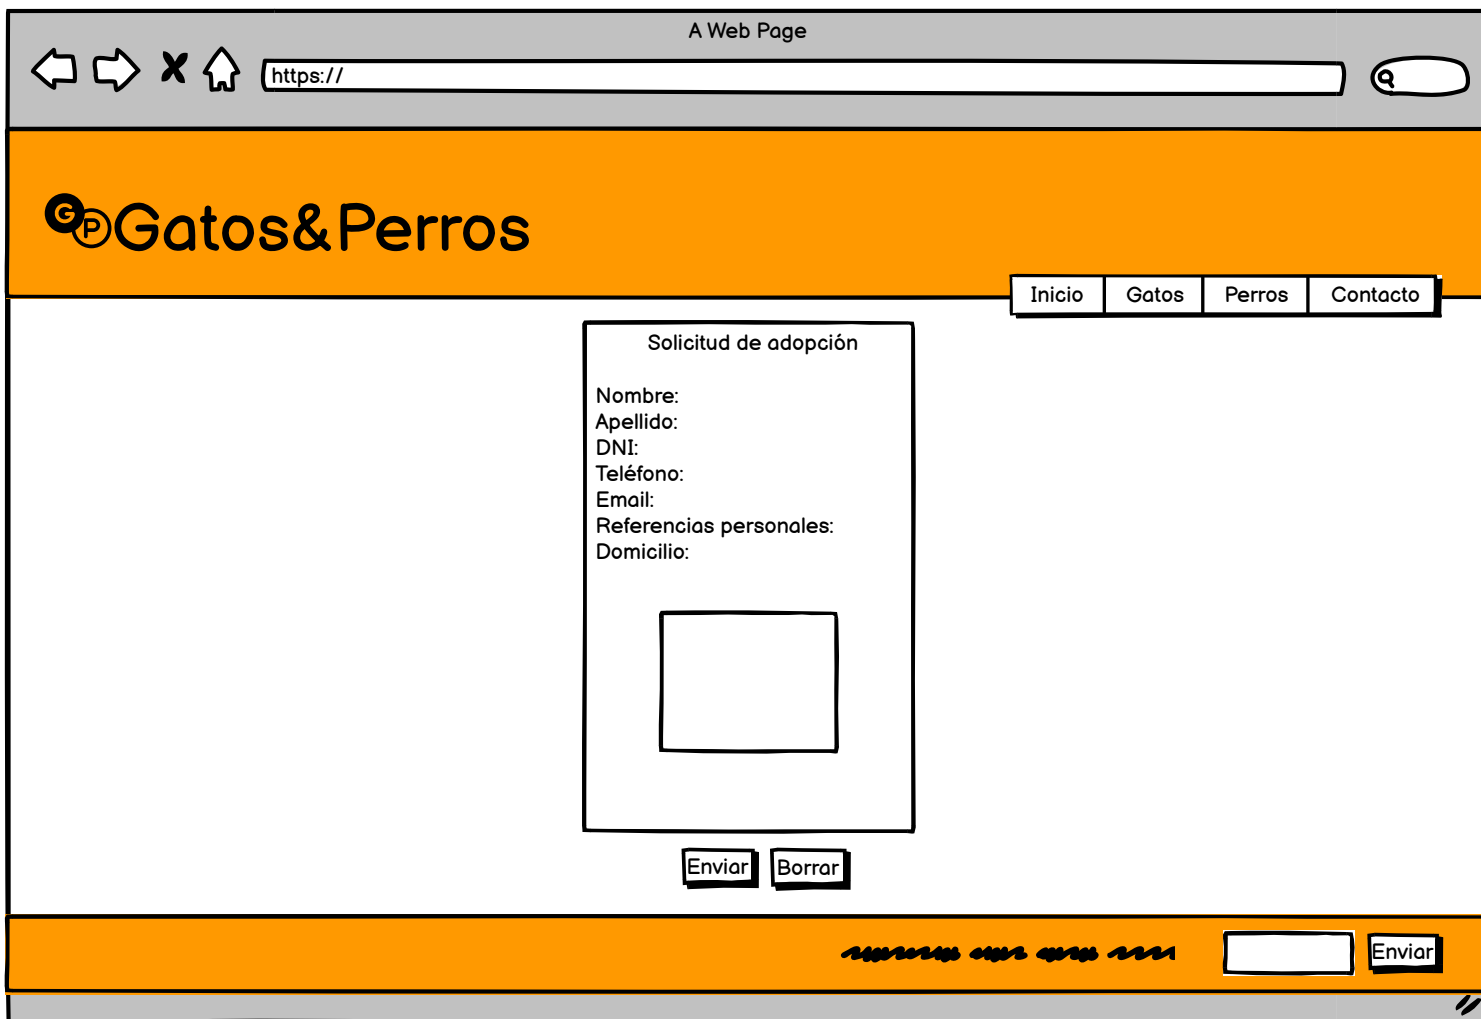 A Web Page
https://
GP Gatos&Perros
Inicio Gatos Perros Contacto
Solicitud de adopción
Nombre:
Apellido:
DNI:
Teléfono:
Email:
Referencias personales:
Domicilio:
Enviar Borrar
Enviar